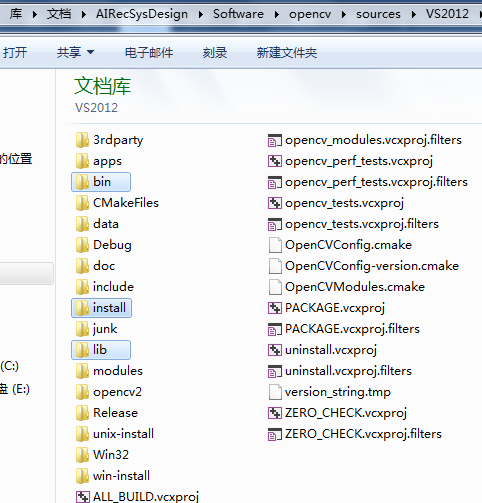 库 ▸ 文档 ▸ AIRecSysDesign ▸ Software ▸ opencv ▸ sources ▸ VS2012 ▸
打开 共享 电子邮件 刻录 新建文件夹
文档库
VS2012
的位置
(C:)
盘 (E:)
3rdparty
apps
bin
CMakeFiles
data
Debug
doc
include
install
junk
lib
modules
opencv2
Release
unix-install
Win32
win-install
ALL_BUILD.vcxproj
opencv_modules.vcxproj.filters
opencv_perf_tests.vcxproj
opencv_perf_tests.vcxproj.filters
opencv_tests.vcxproj
opencv_tests.vcxproj.filters
OpenCVConfig.cmake
OpenCVConfig-version.cmake
OpenCVModules.cmake
PACKAGE.vcxproj
PACKAGE.vcxproj.filters
uninstall.vcxproj
uninstall.vcxproj.filters
version_string.tmp
ZERO_CHECK.vcxproj
ZERO_CHECK.vcxproj.filters